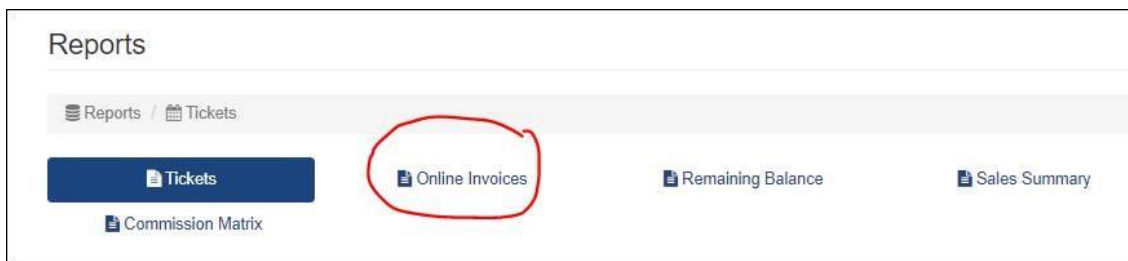 Reports
Reports / Tickets
Tickets Online Invoices Remaining Balance Sales Summary
Commission Matrix